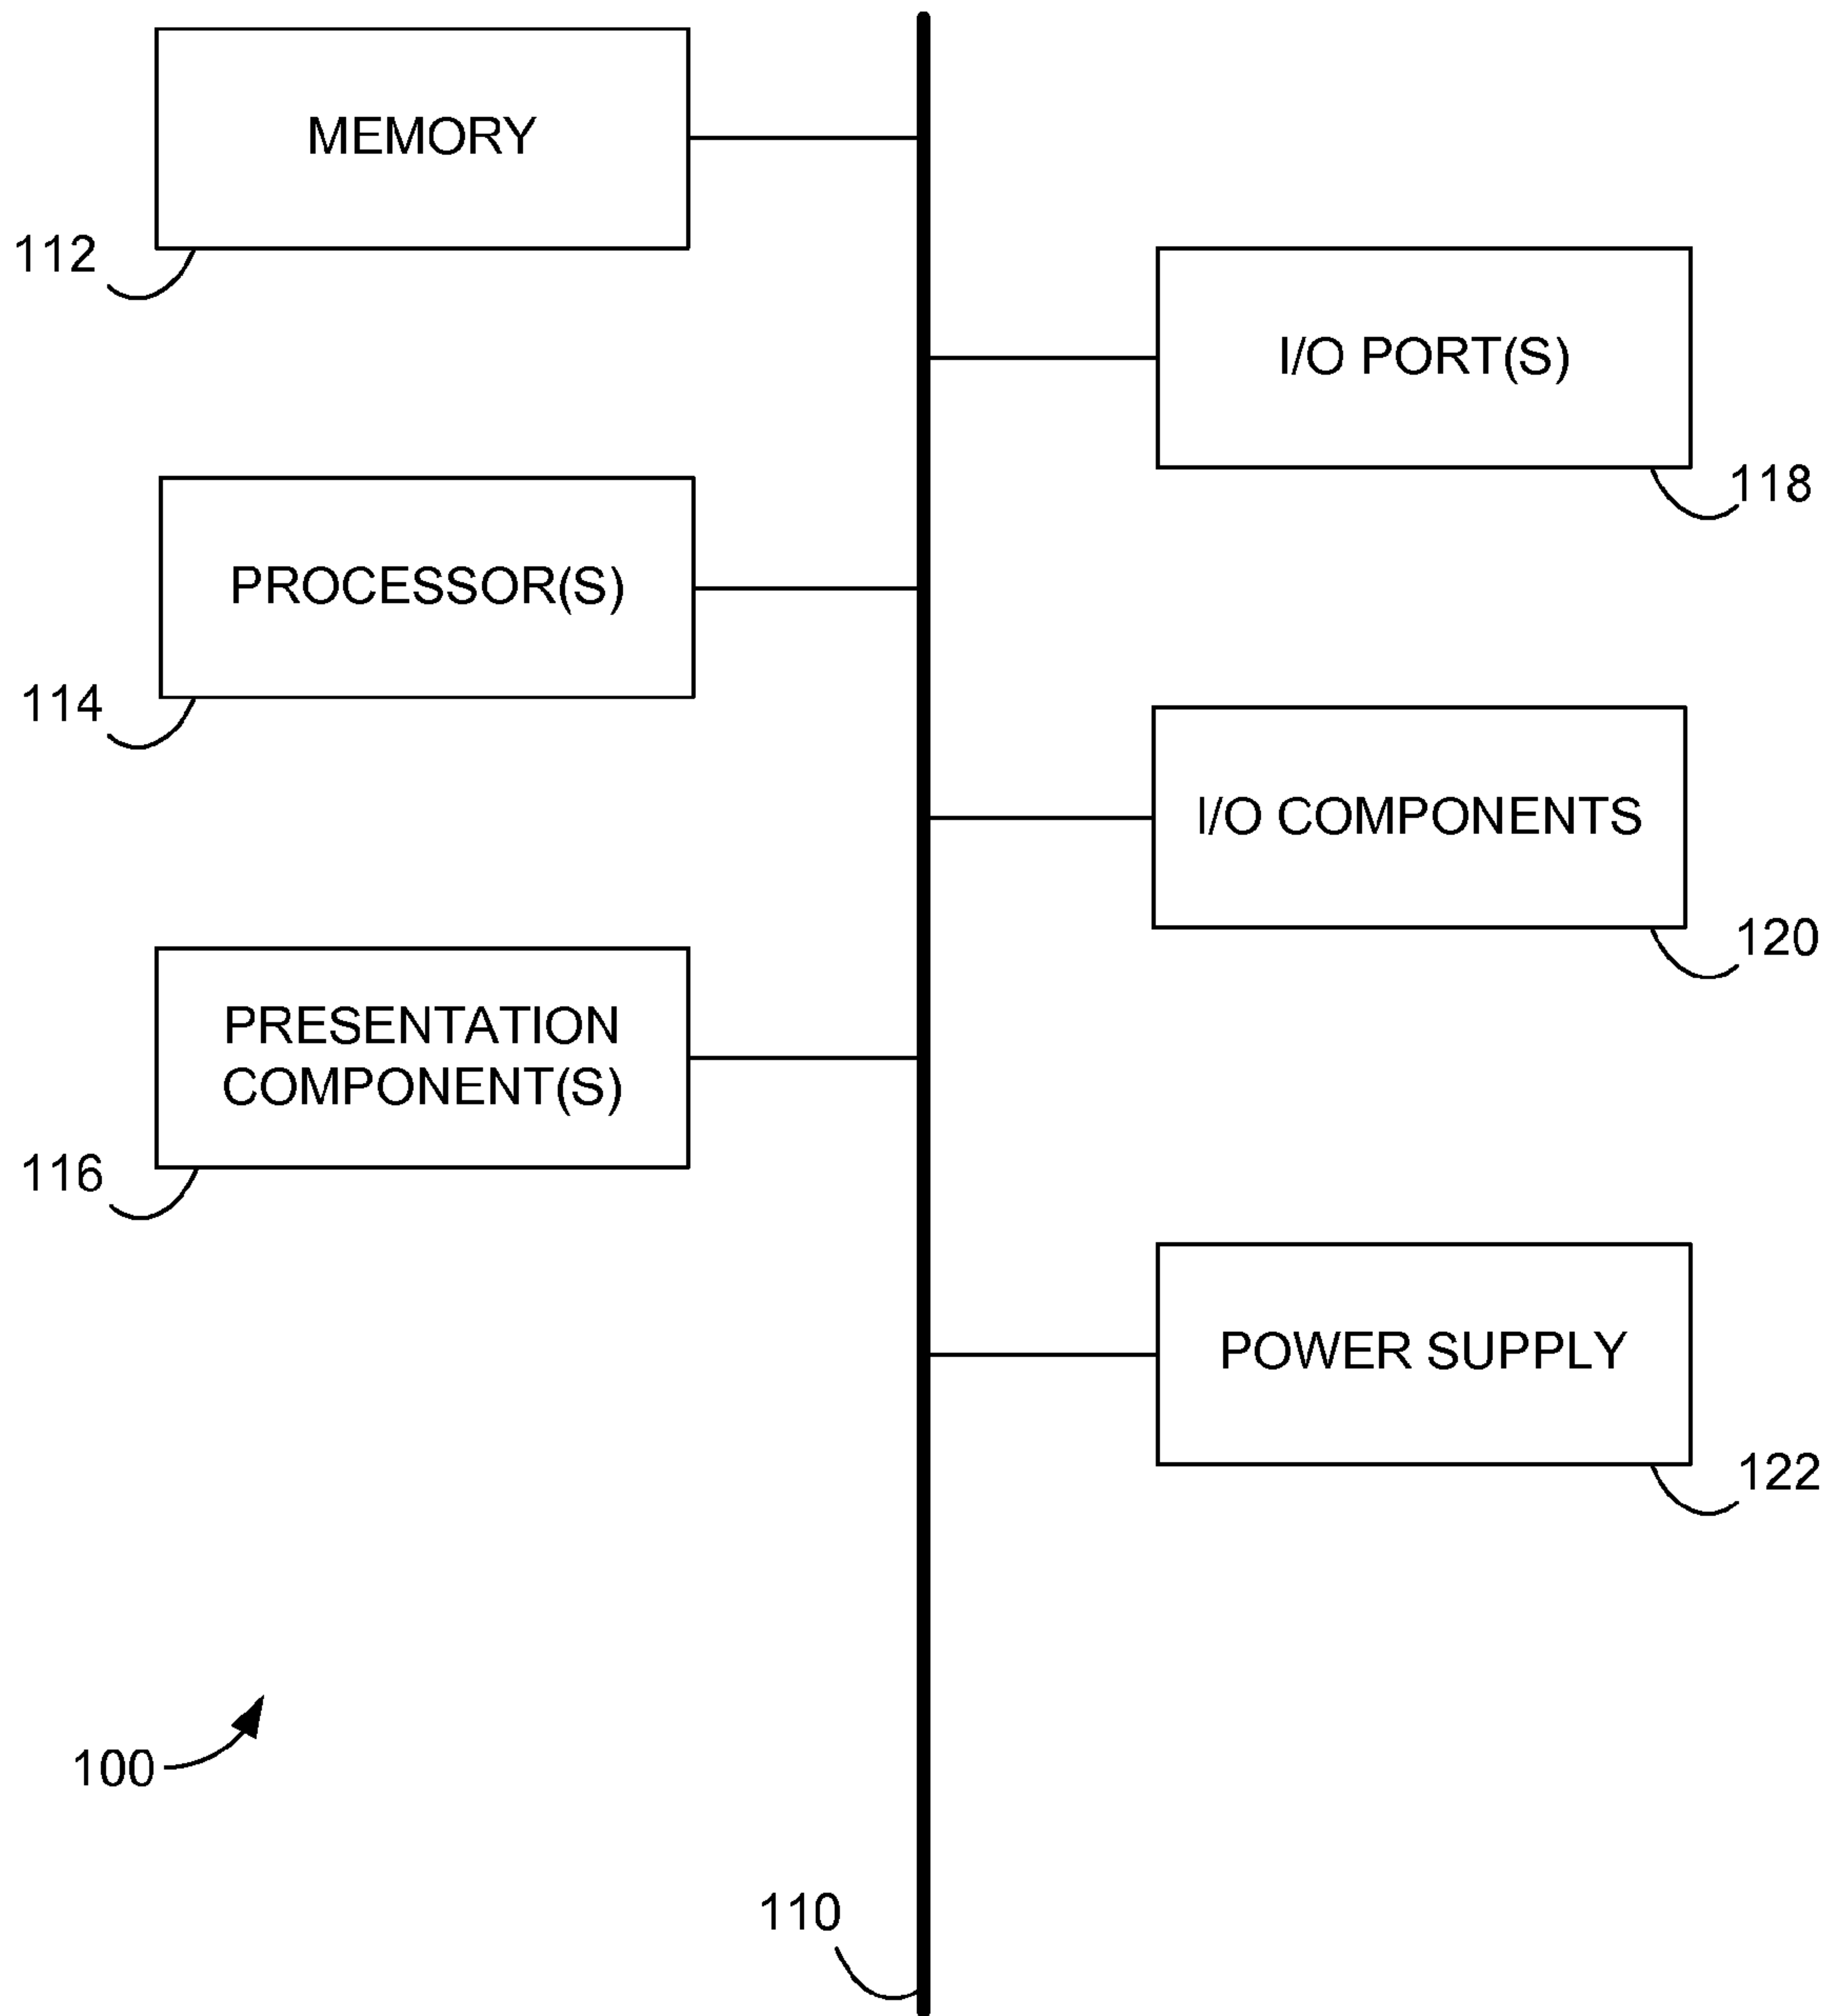 MEMORY
112
I/O PORT(S)
118
PROCESSOR(S)
114
I/O COMPONENTS
120
PRESENTATION
COMPONENT(S)
116
POWER SUPPLY
122
100
110